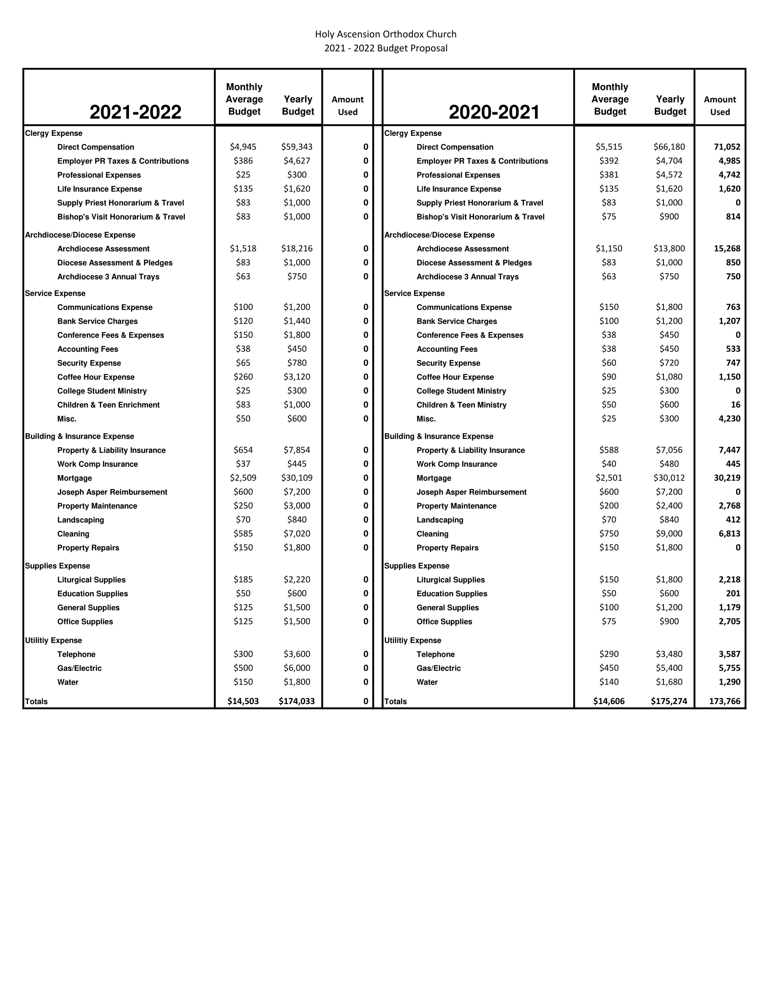 Holy Ascension Orthodox Church
2021 - 2022 Budget Proposal
2021-2022 Monthly Average Budget Yearly Budget Amount Used 2020-2021 Monthly Average Budget Yearly Budget Amount Used
Clergy Expense Clergy Expense
Direct Compensation $4,945 $59,343 0 Direct Compensation $5,515 $66,180 71,052
Employer PR Taxes & Contributions $386 $4,627 0 Employer PR Taxes & Contributions $392 $4,704 4,985
Professional Expenses $25 $300 0 Professional Expenses $381 $4,572 4,742
Life Insurance Expense $135 $1,620 0 Life Insurance Expense $135 $1,620 1,620
Supply Priest Honorarium & Travel $83 $1,000 0 Supply Priest Honorarium & Travel $83 $1,000 0
Bishop's Visit Honorarium & Travel $83 $1,000 0 Bishop's Visit Honorarium & Travel $75 $900 814
Archdiocese/Diocese Expense Archdiocese/Diocese Expense
Archdiocese Assessment $1,518 $18,216 0 Archdiocese Assessment $1,150 $13,800 15,268
Diocese Assessment & Pledges $83 $1,000 0 Diocese Assessment & Pledges $83 $1,000 850
Archdiocese 3 Annual Trays $63 $750 0 Archdiocese 3 Annual Trays $63 $750 750
Service Expense Service Expense
Communications Expense $100 $1,200 0 Communications Expense $150 $1,800 763
Bank Service Charges $120 $1,440 0 Bank Service Charges $100 $1,200 1,207
Conference Fees & Expenses $150 $1,800 0 Conference Fees & Expenses $38 $450 0
Accounting Fees $38 $450 0 Accounting Fees $38 $450 533
Security Expense $65 $780 0 Security Expense $60 $720 747
Coffee Hour Expense $260 $3,120 0 Coffee Hour Expense $90 $1,080 1,150
College Student Ministry $25 $300 0 College Student Ministry $25 $300 0
Children & Teen Enrichment $83 $1,000 0 Children & Teen Ministry $50 $600 16
Misc. $50 $600 0 Misc. $25 $300 4,230
Building & Insurance Expense Building & Insurance Expense
Property & Liability Insurance $654 $7,854 0 Property & Liability Insurance $588 $7,056 7,447
Work Comp Insurance $37 $445 0 Work Comp Insurance $40 $480 445
Mortgage $2,509 $30,109 0 Mortgage $2,501 $30,012 30,219
Joseph Asper Reimbursement $600 $7,200 0 Joseph Asper Reimbursement $600 $7,200 0
Property Maintenance $250 $3,000 0 Property Maintenance $200 $2,400 2,768
Landscaping $70 $840 0 Landscaping $70 $840 412
Cleaning $585 $7,020 0 Cleaning $750 $9,000 6,813
Property Repairs $150 $1,800 0 Property Repairs $150 $1,800 0
Supplies Expense Supplies Expense
Liturgical Supplies $185 $2,220 0 Liturgical Supplies $150 $1,800 2,218
Education Supplies $50 $600 0 Education Supplies $50 $600 201
General Supplies $125 $1,500 0 General Supplies $100 $1,200 1,179
Office Supplies $125 $1,500 0 Office Supplies $75 $900 2,705
Utilitiy Expense Utilitiy Expense
Telephone $300 $3,600 0 Telephone $290 $3,480 3,587
Gas/Electric $500 $6,000 0 Gas/Electric $450 $5,400 5,755
Water $150 $1,800 0 Water $140 $1,680 1,290
Totals $14,503 $174,033 0 Totals $14,606 $175,274 173,766